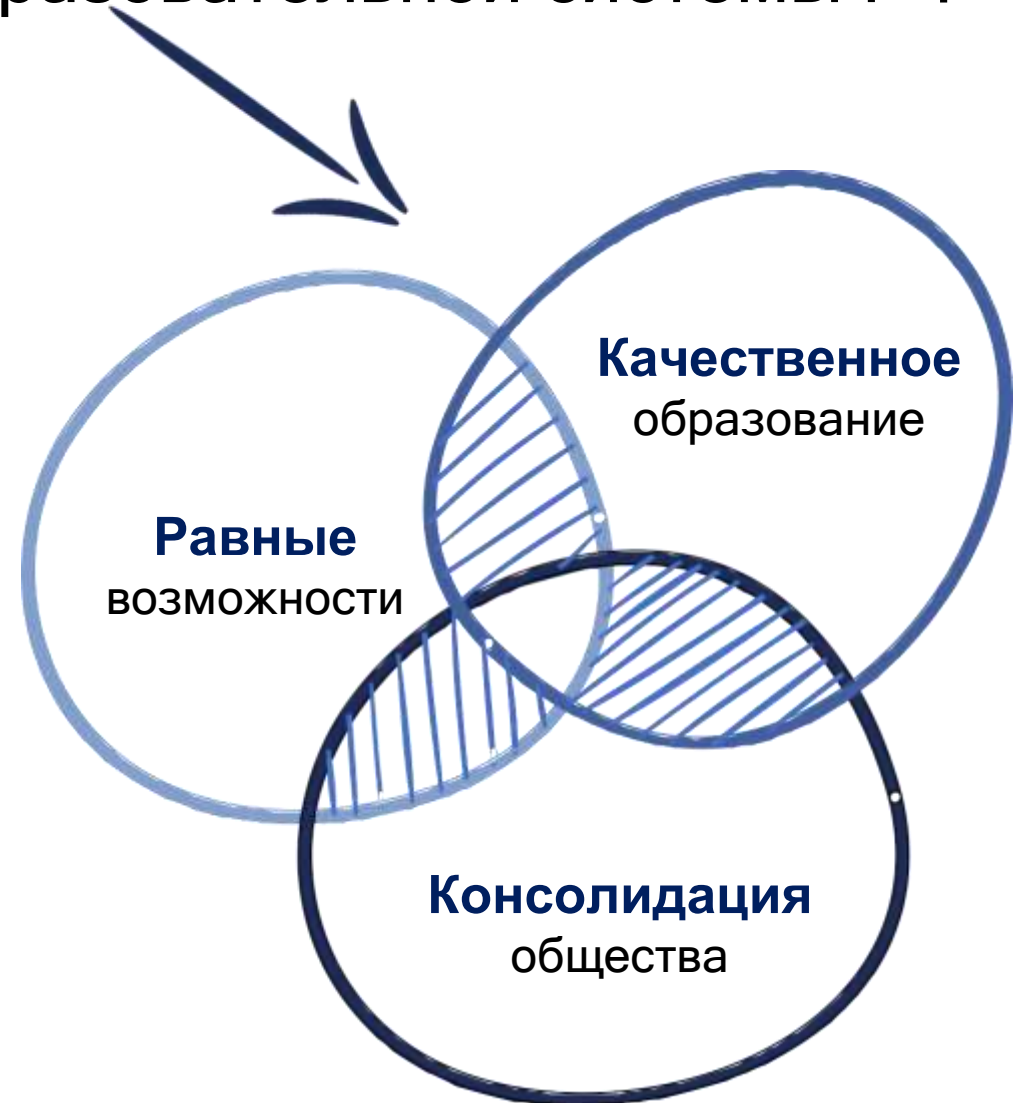 Качественное
образование
Равные
возможности
Консолидация
общества